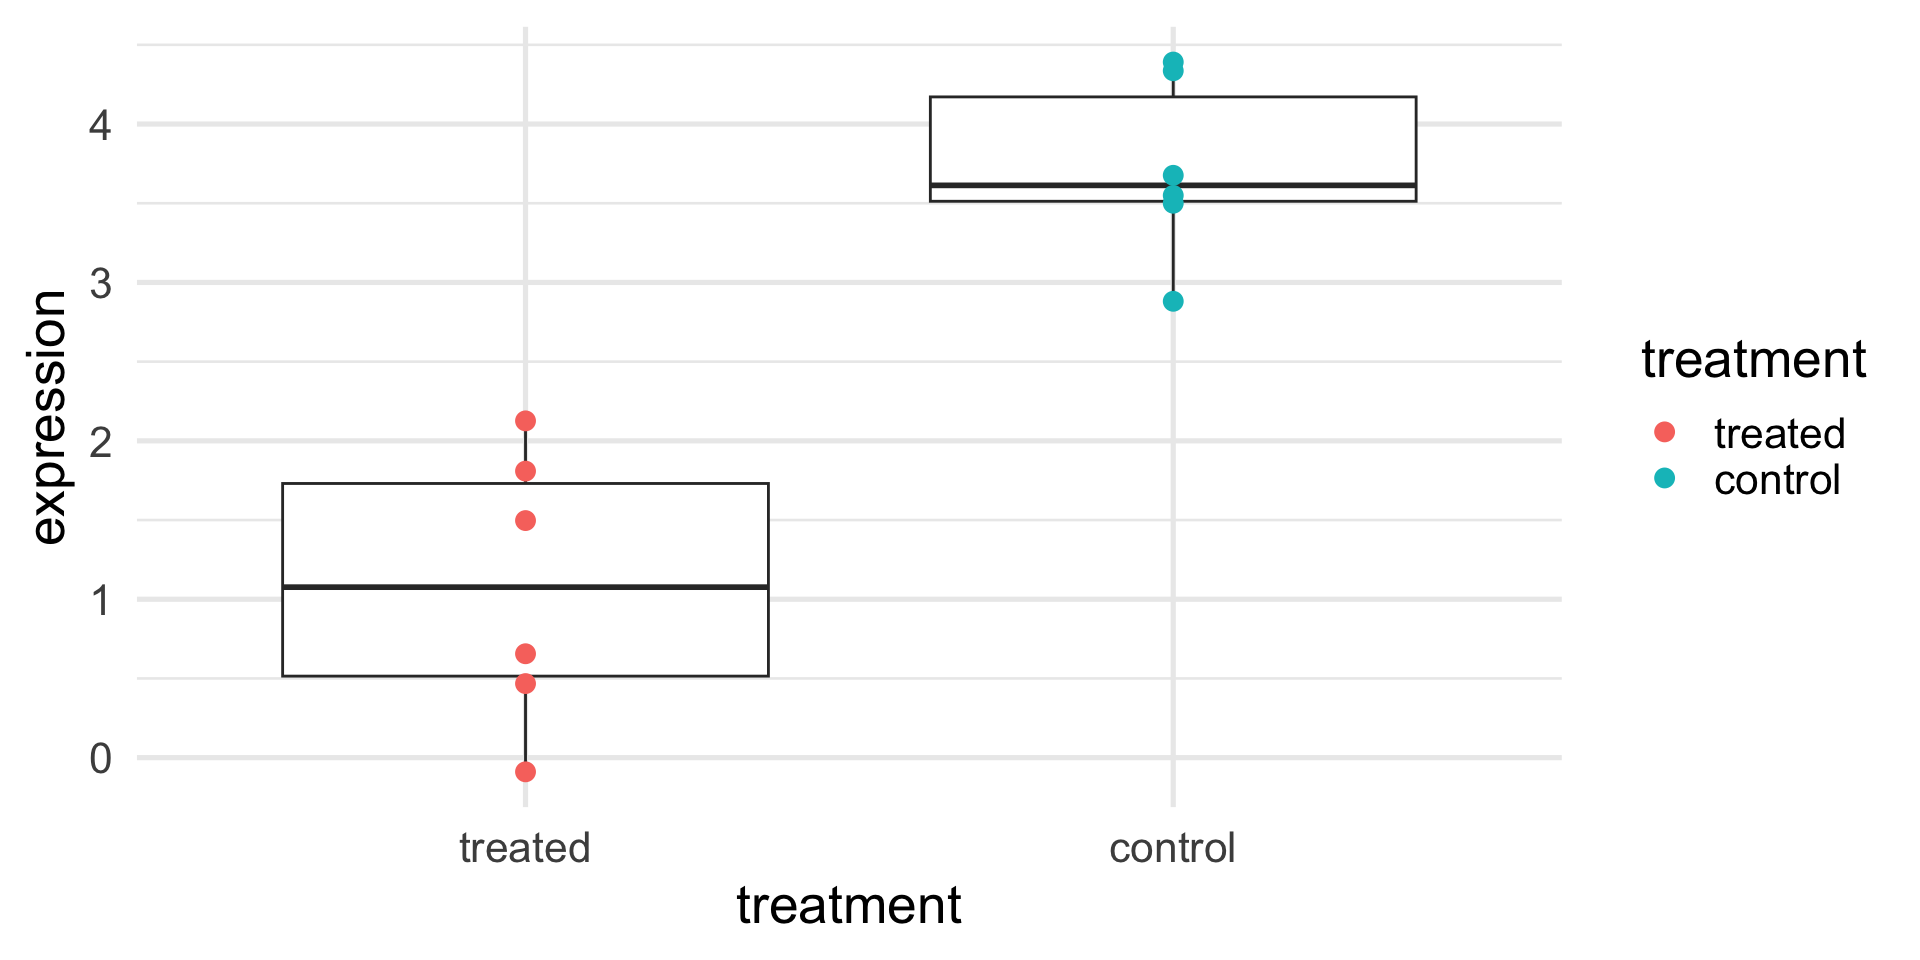 expression
4
3
2
1
0
treated
control
treatment
treatment
treated
control